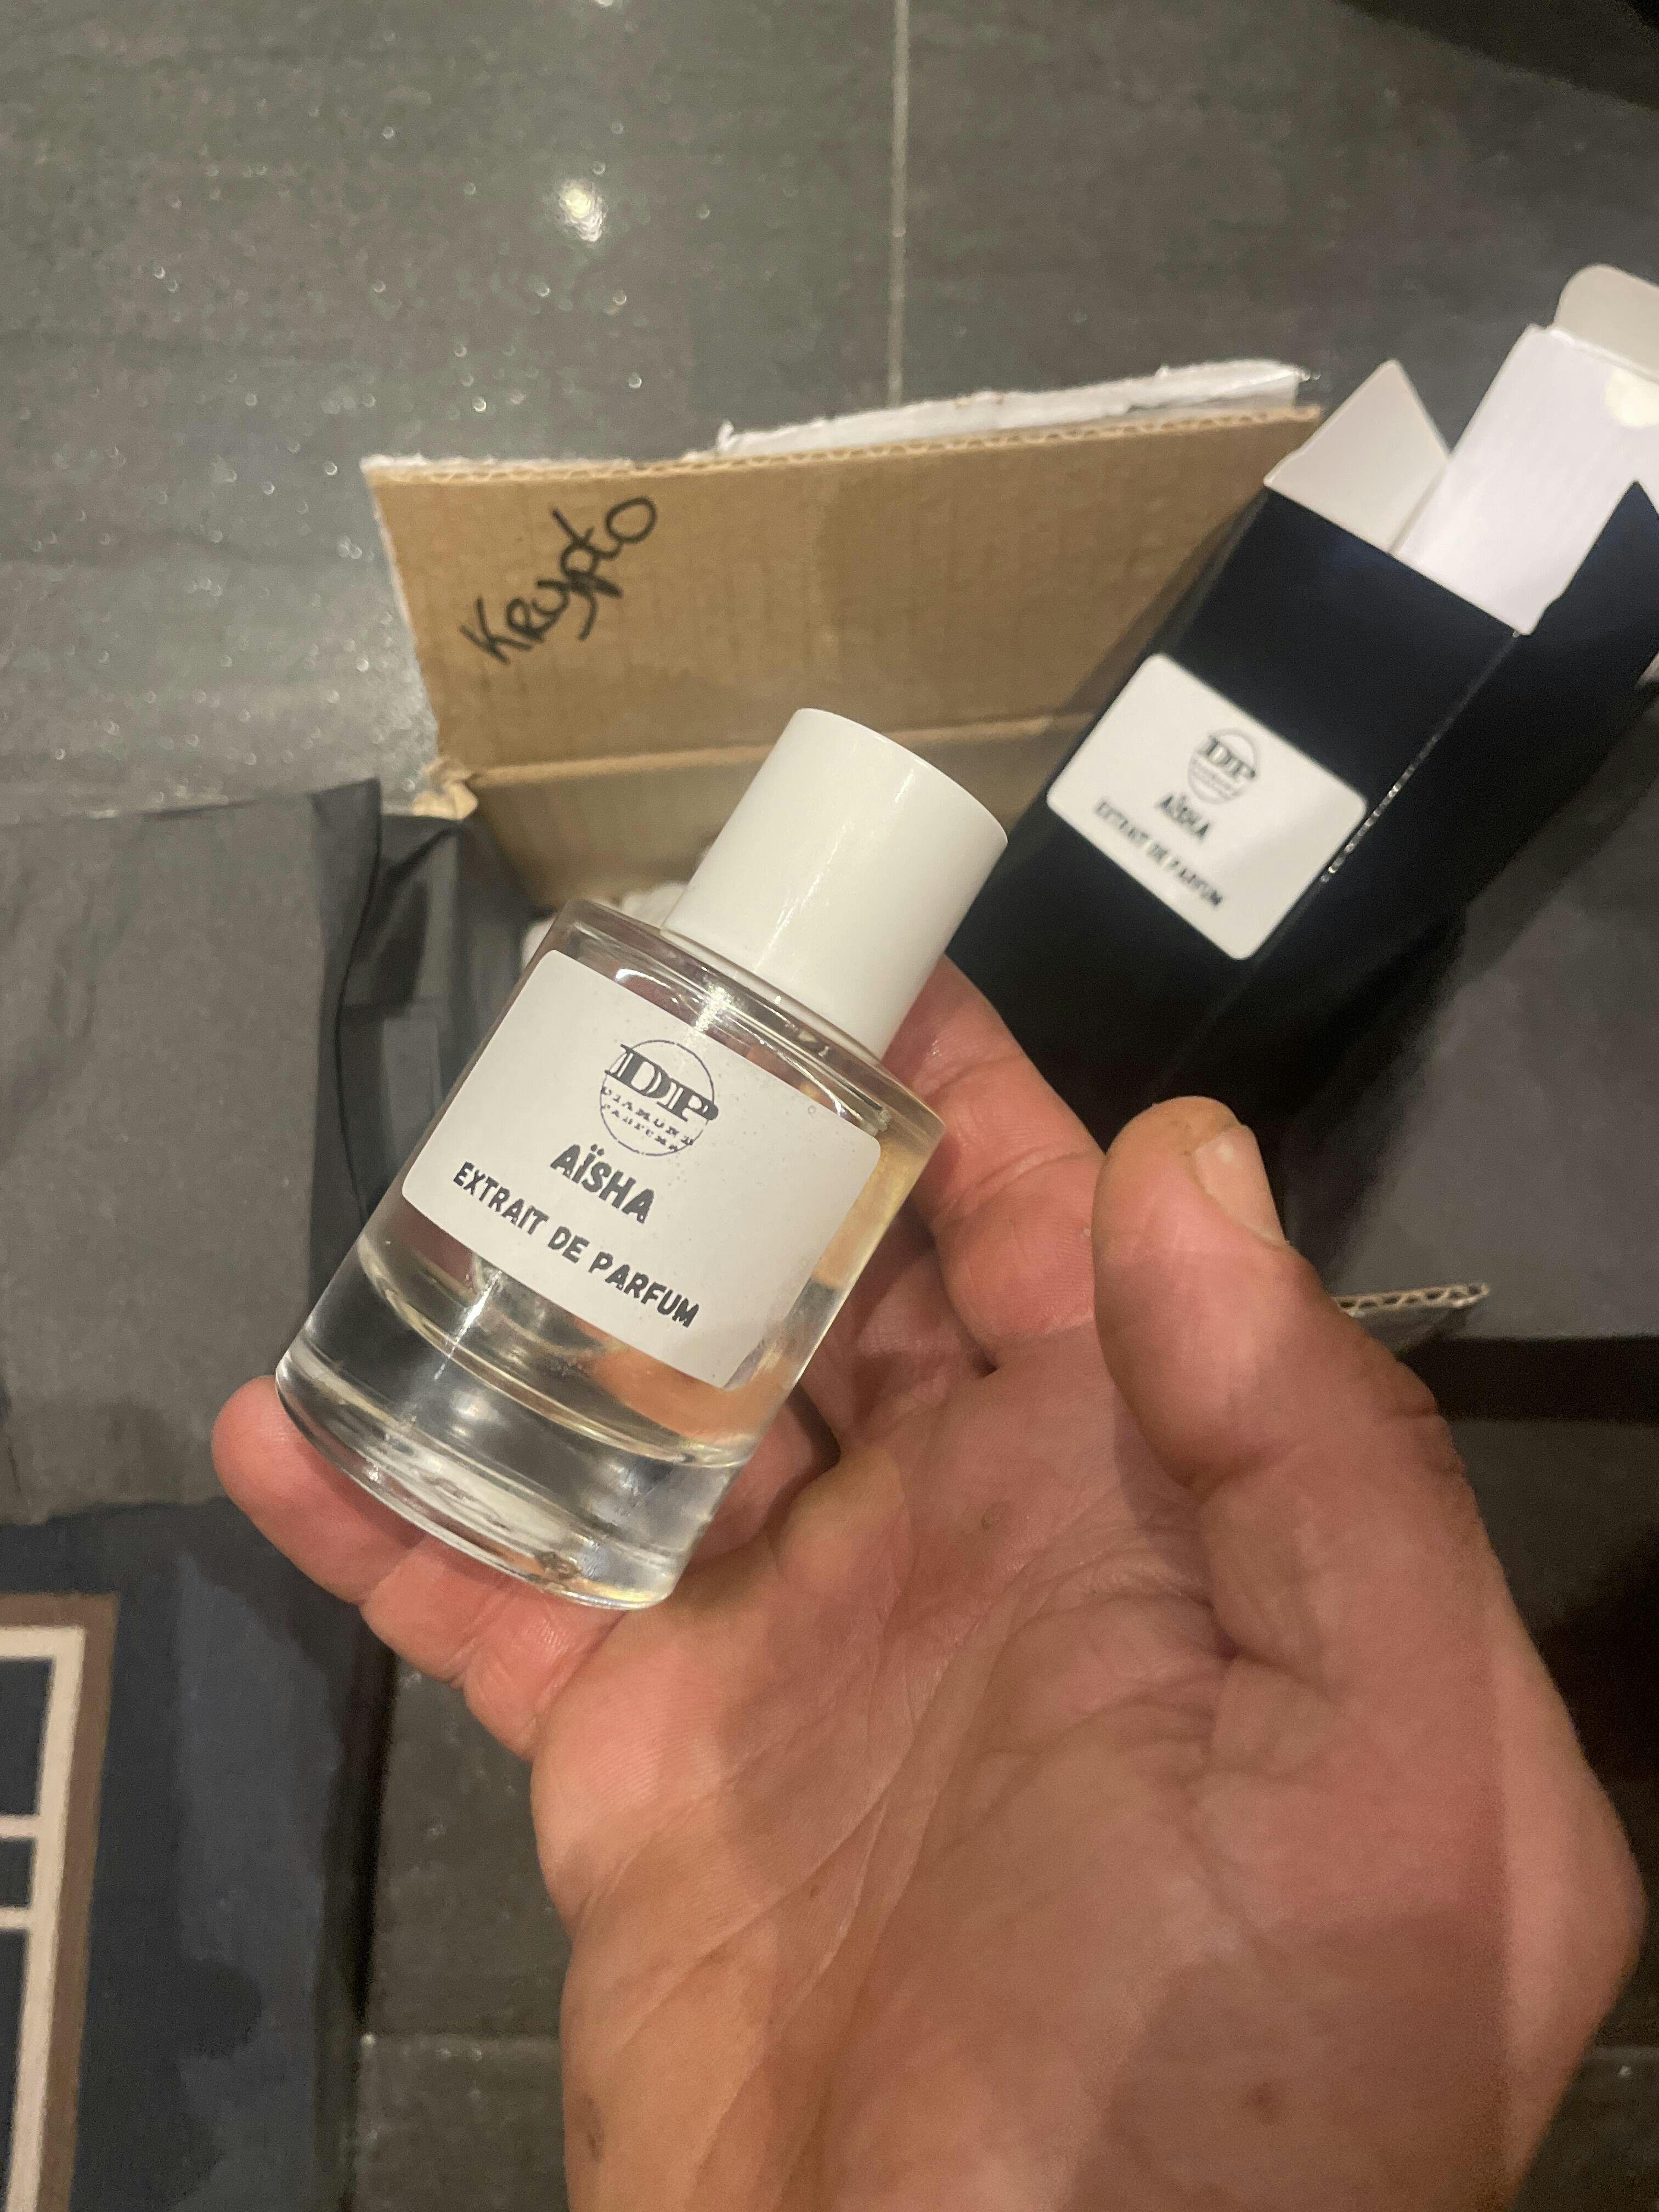 Krypto
DP
AÏSHA
EXTRAIT DE PARFUM
DP
DIAMOND
PARFUMS
AÏSHA
EXTRAIT DE PARFUM